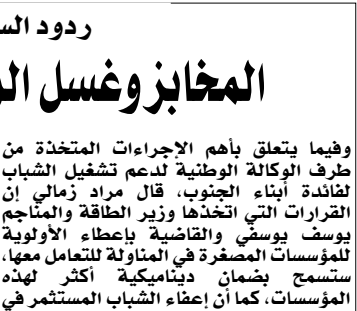 ردود
المخابز وغسل
وفيما يتعلق بأهم الإجراءات المتخذة من
طرف الوكالة الوطنية لدعم تشغيل الشباب
لفائدة أبناء الجنوب، قال مراد زمالي إن
القرارات التي اتخذها وزير الطاقة والمناجم
يوسف يوسفي والقاضية بإعطاء الأولوية
للمؤسسات المصغرة في المناولة للتعامل معها،
ستسمح بضمان ديناميكية أكثر لهذه
المؤسسات، كما أن إعفاء الشباب المستثمر في